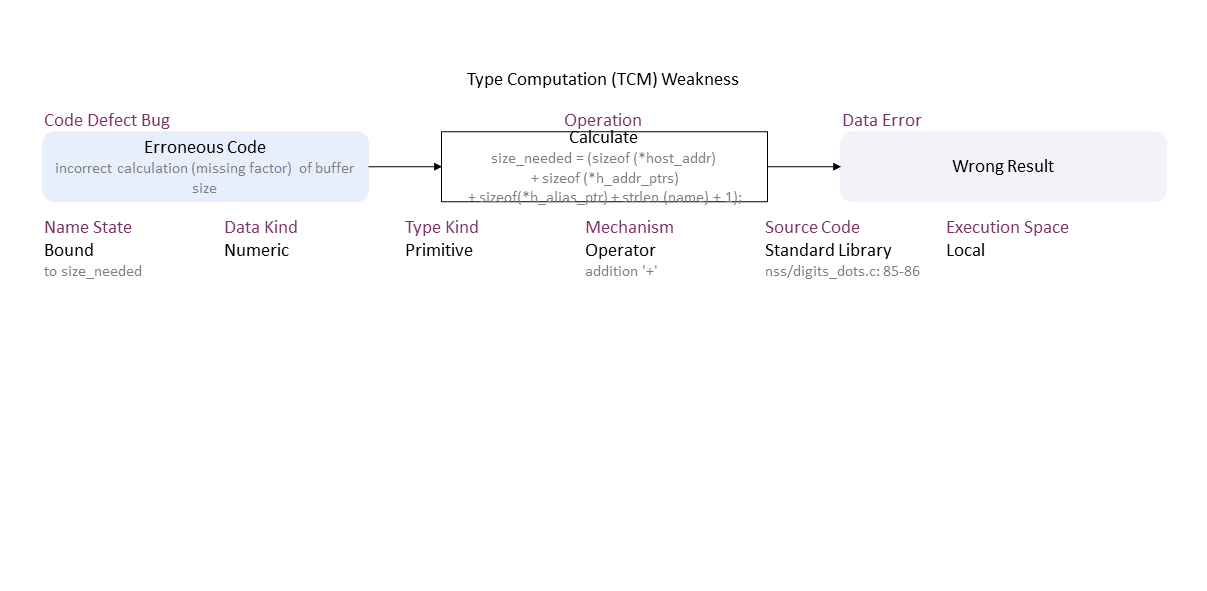 Type Computation (TCM) Weakness
Code Defect Bug
Operation
Data Error
Erroneous Code
incorrect calculation (missing factor)  of buffer
size
Calculate
size_needed = (sizeof (*host_addr)
+ sizeof (*h_addr_ptrs)
+ sizeof(*h_alias_ptr) + strlen (name) + 1);
Wrong Result
Name State
Bound
to size_needed
Data Kind
Numeric
Type Kind
Primitive
Mechanism
Operator
addition '+'
Source Code
Standard Library
nss/digits_dots.c: 85-86
Execution Space
Local